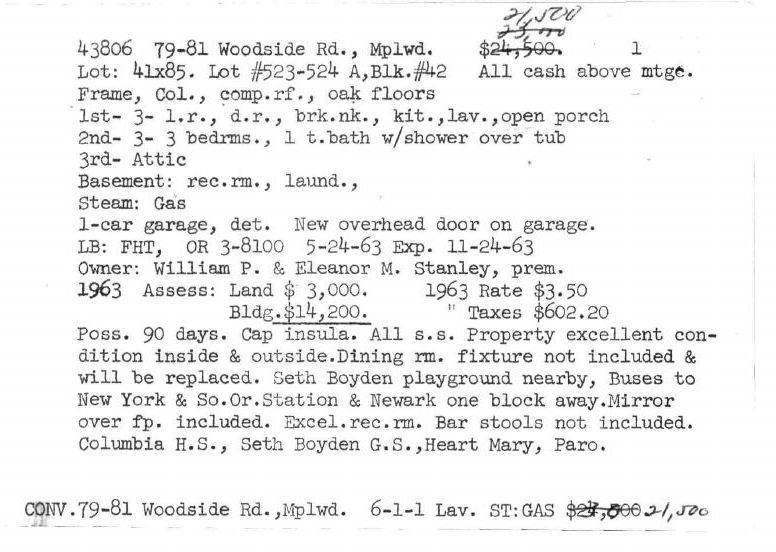 21,500
23,000
43806 79-81 Woodside Rd., Mplwd. $24,500. 1
Lot: 41x85. Lot #523-524 A,Blk.#42 All cash above mtge.
Frame, Col., comp.rf., oak floors
1st- 3- l.r., d.r., brk.nk., kit.,lav.,open porch
2nd- 3- 3 bedrms., 1 t.bath w/shower over tub
3rd- Attic
Basement: rec.rm., laund.,
Steam: Gas
1-car garage, det. New overhead door on garage.
LB: FHT, OR 3-8100 5-24-63 Exp. 11-24-63
Owner: William P. & Eleanor M. Stanley, prem.
1963 Assess: Land $ 3,000. 1963 Rate $3.50
Bldg.$14,200. " Taxes $602.20
Poss. 90 days. Cap insula. All s.s. Property excellent con-
dition inside & outside.Dining rm. fixture not included &
will be replaced. Seth Boyden playground nearby, Buses to
New York & So.Or.Station & Newark one block away.Mirror
over fp. included. Excel.rec.rm. Bar stools not included.
Columbia H.S., Seth Boyden G.S.,Heart Mary, Paro.
CONV.79-81 Woodside Rd.,Mplwd. 6-1-1 Lav. ST:GAS 21,500